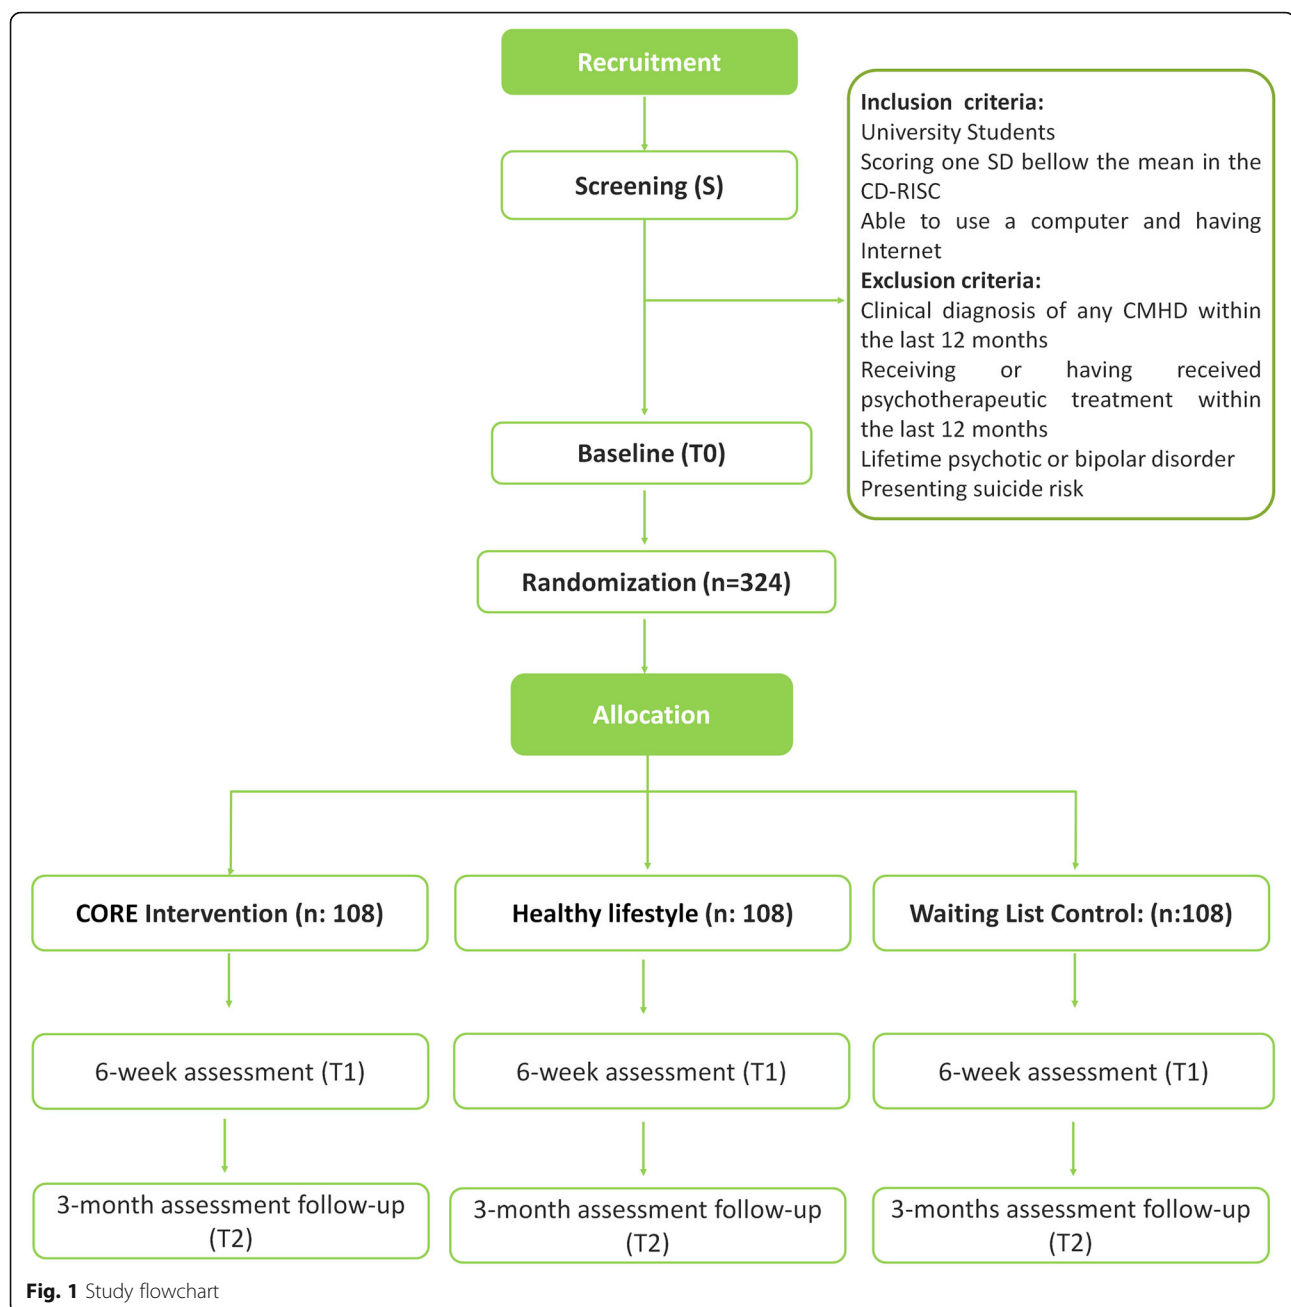 Recruitment
Screening (S)
Inclusion criteria:
University Students
Scoring one SD bellow the mean in the
CD-RISC
Able to use a computer and having
Internet
Exclusion criteria:
Clinical diagnosis of any CMHD within
the last 12 months
Receiving or having received
psychotherapeutic treatment within
the last 12 months
Lifetime psychotic or bipolar disorder
Presenting suicide risk
Baseline (T0)
Randomization (n=324)
Allocation
CORE Intervention (n: 108)
Healthy lifestyle (n: 108)
Waiting List Control: (n:108)
6-week assessment (T1)
6-week assessment (T1)
6-week assessment (T1)
3-month assessment follow-up
(T2)
3-month assessment follow-up
(T2)
3-months assessment follow-up
(T2)
Fig. 1 Study flowchart